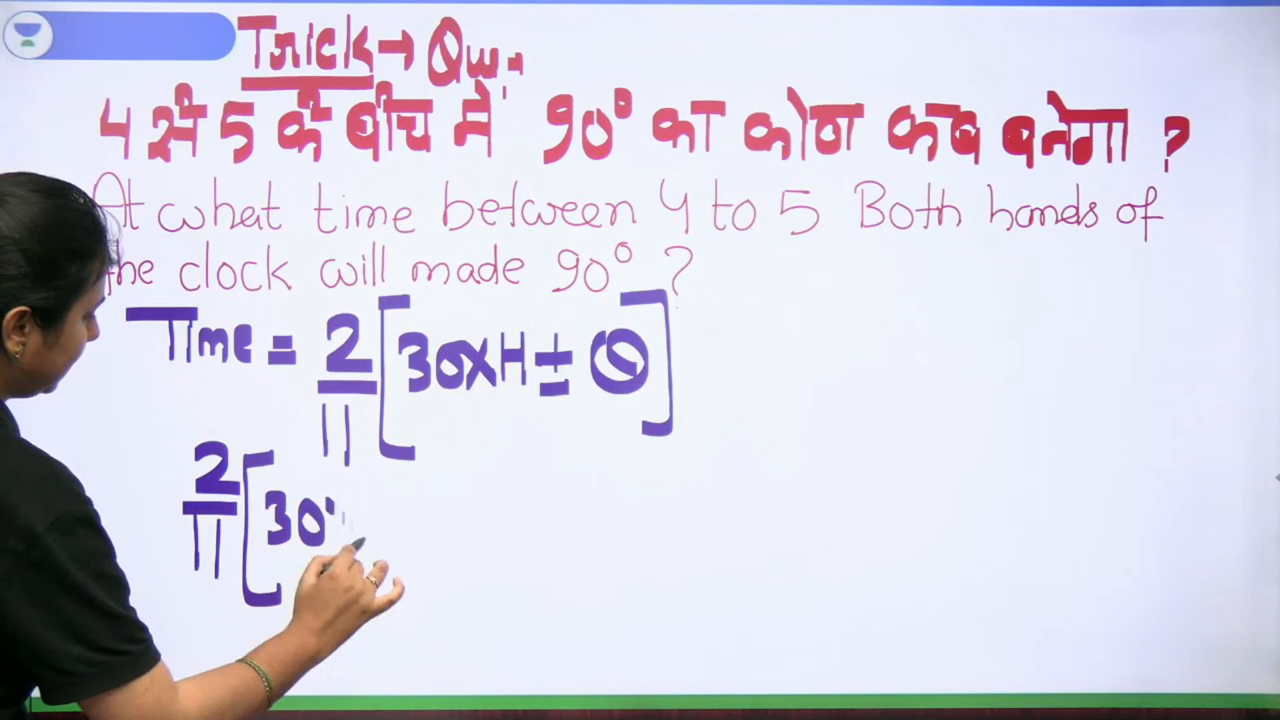 Trick → Qu.
4 से 5 के बीच में 90° का कोण कब बनेगा ?
At what time between 4 to 5 Both hands of
the clock will made 90° ?
Time = 2/11 [30×H ± θ]
2/11 [30